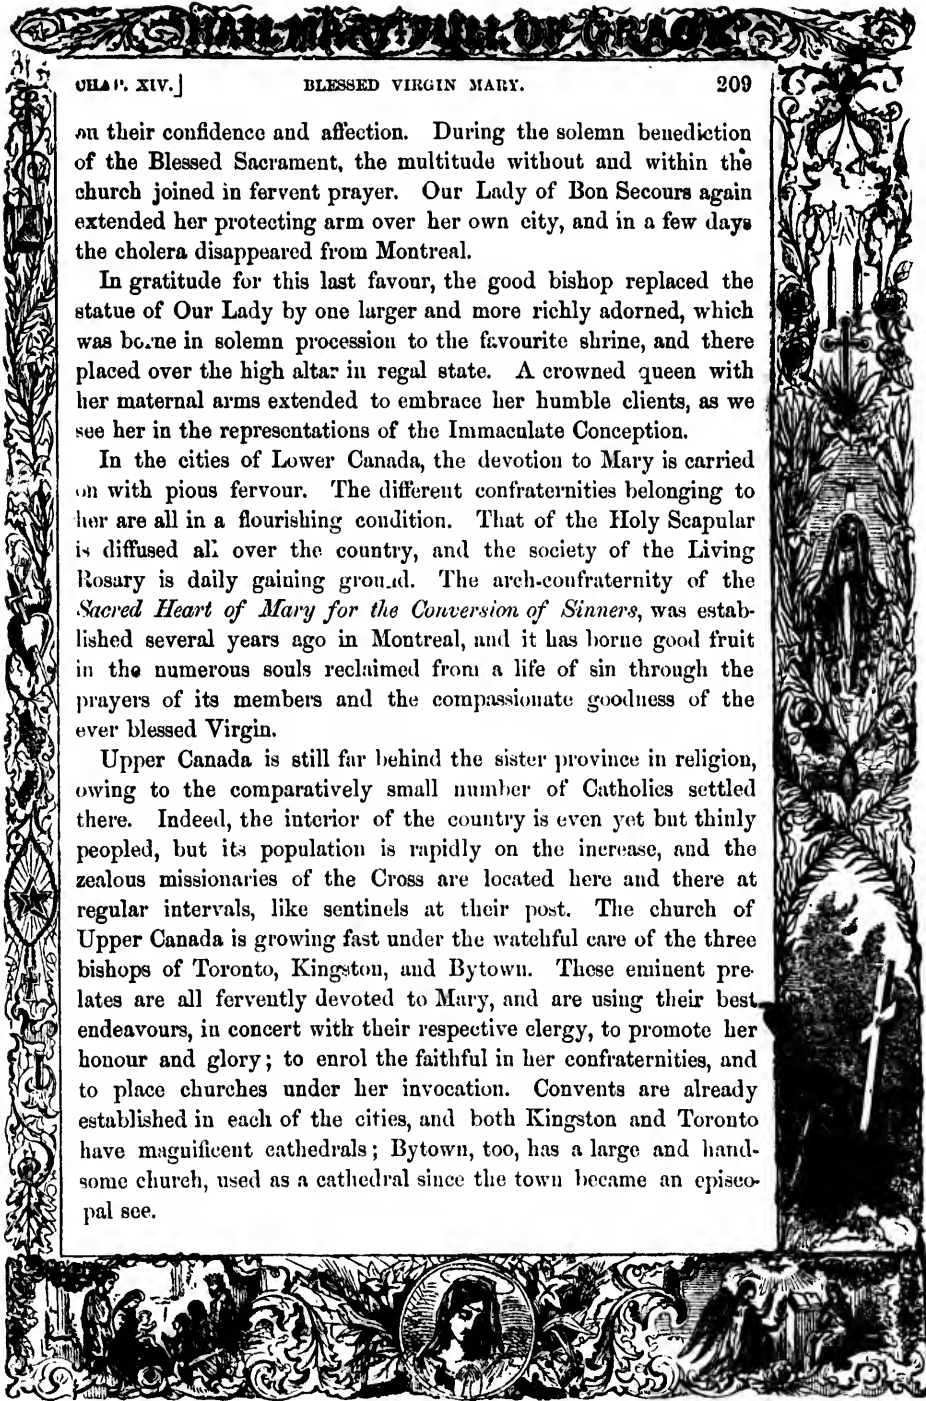 HAIL MARY FULL OF GRACE
CHAP. XIV.] BLESSED VIRGIN MARY. 209
on their confidence and affection. During the solemn benediction
of the Blessed Sacrament, the multitude without and within the
church joined in fervent prayer. Our Lady of Bon Secours again
extended her protecting arm over her own city, and in a few days
the cholera disappeared from Montreal.
In gratitude for this last favour, the good bishop replaced the
statue of Our Lady by one larger and more richly adorned, which
was borne in solemn procession to the favourite shrine, and there
placed over the high altar in regal state. A crowned queen with
her maternal arms extended to embrace her humble clients, as we
see her in the representations of the Immaculate Conception.
In the cities of Lower Canada, the devotion to Mary is carried
on with pious fervour. The different confraternities belonging to
her are all in a flourishing condition. That of the Holy Scapular
is diffused all over the country, and the society of the Living
Rosary is daily gaining ground. The arch-confraternity of the
Sacred Heart of Mary for the Conversion of Sinners, was estab-
lished several years ago in Montreal, and it has borne good fruit
in the numerous souls reclaimed from a life of sin through the
prayers of its members and the compassionate goodness of the
ever blessed Virgin.
Upper Canada is still far behind the sister province in religion,
owing to the comparatively small number of Catholics settled
there. Indeed, the interior of the country is even yet but thinly
peopled, but its population is rapidly on the increase, and the
zealous missionaries of the Cross are located here and there at
regular intervals, like sentinels at their post. The church of
Upper Canada is growing fast under the watchful care of the three
bishops of Toronto, Kingston, and Bytown. These eminent pre-
lates are all fervently devoted to Mary, and are using their best
endeavours, in concert with their respective clergy, to promote her
honour and glory; to enrol the faithful in her confraternities, and
to place churches under her invocation. Convents are already
established in each of the cities, and both Kingston and Toronto
have magnificent cathedrals; Bytown, too, has a large and hand-
some church, used as a cathedral since the town became an episco-
pal see.